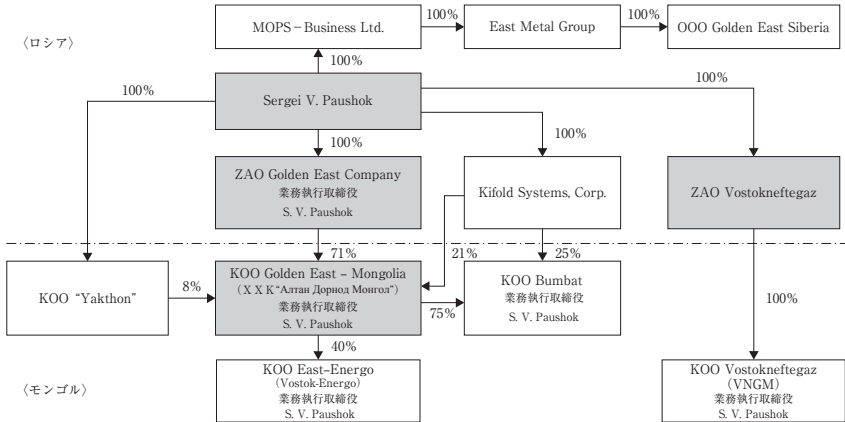 MOPS－Business Ltd.
100%
East Metal Group
100%
OOO Golden East Siberia
〈ロシア〉
100%
100%
Sergei V. Paushok
100%
100%
100%
ZAO Golden East Company
業務執行取締役
S. V. Paushok
Kifold Systems, Corp.
ZAO Vostokneftegaz
71%
21%
25%
KOO “Yakthon”
8%
KOO Golden East－Mongolia
(Х Х К“Алтан Дорнод Монгол”)
業務執行取締役
S. V. Paushok
75%
KOO Bumbat
業務執行取締役
S. V. Paushok
100%
40%
〈モンゴル〉
KOO East–Energo
(Vostok-Energo)
業務執行取締役
S. V. Paushok
KOO Vostokneftegaz
(VNGM)
業務執行取締役
S. V. Paushok